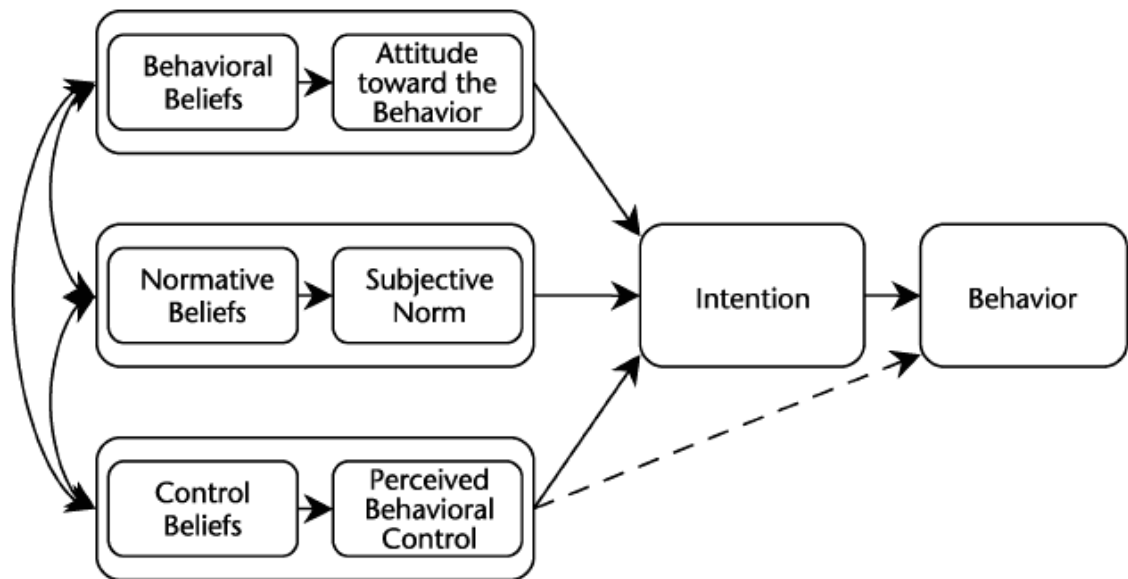 Behavioral
Beliefs
Attitude
toward the
Behavior
Normative
Beliefs
Subjective
Norm
Intention
Behavior
Control
Beliefs
Perceived
Behavioral
Control